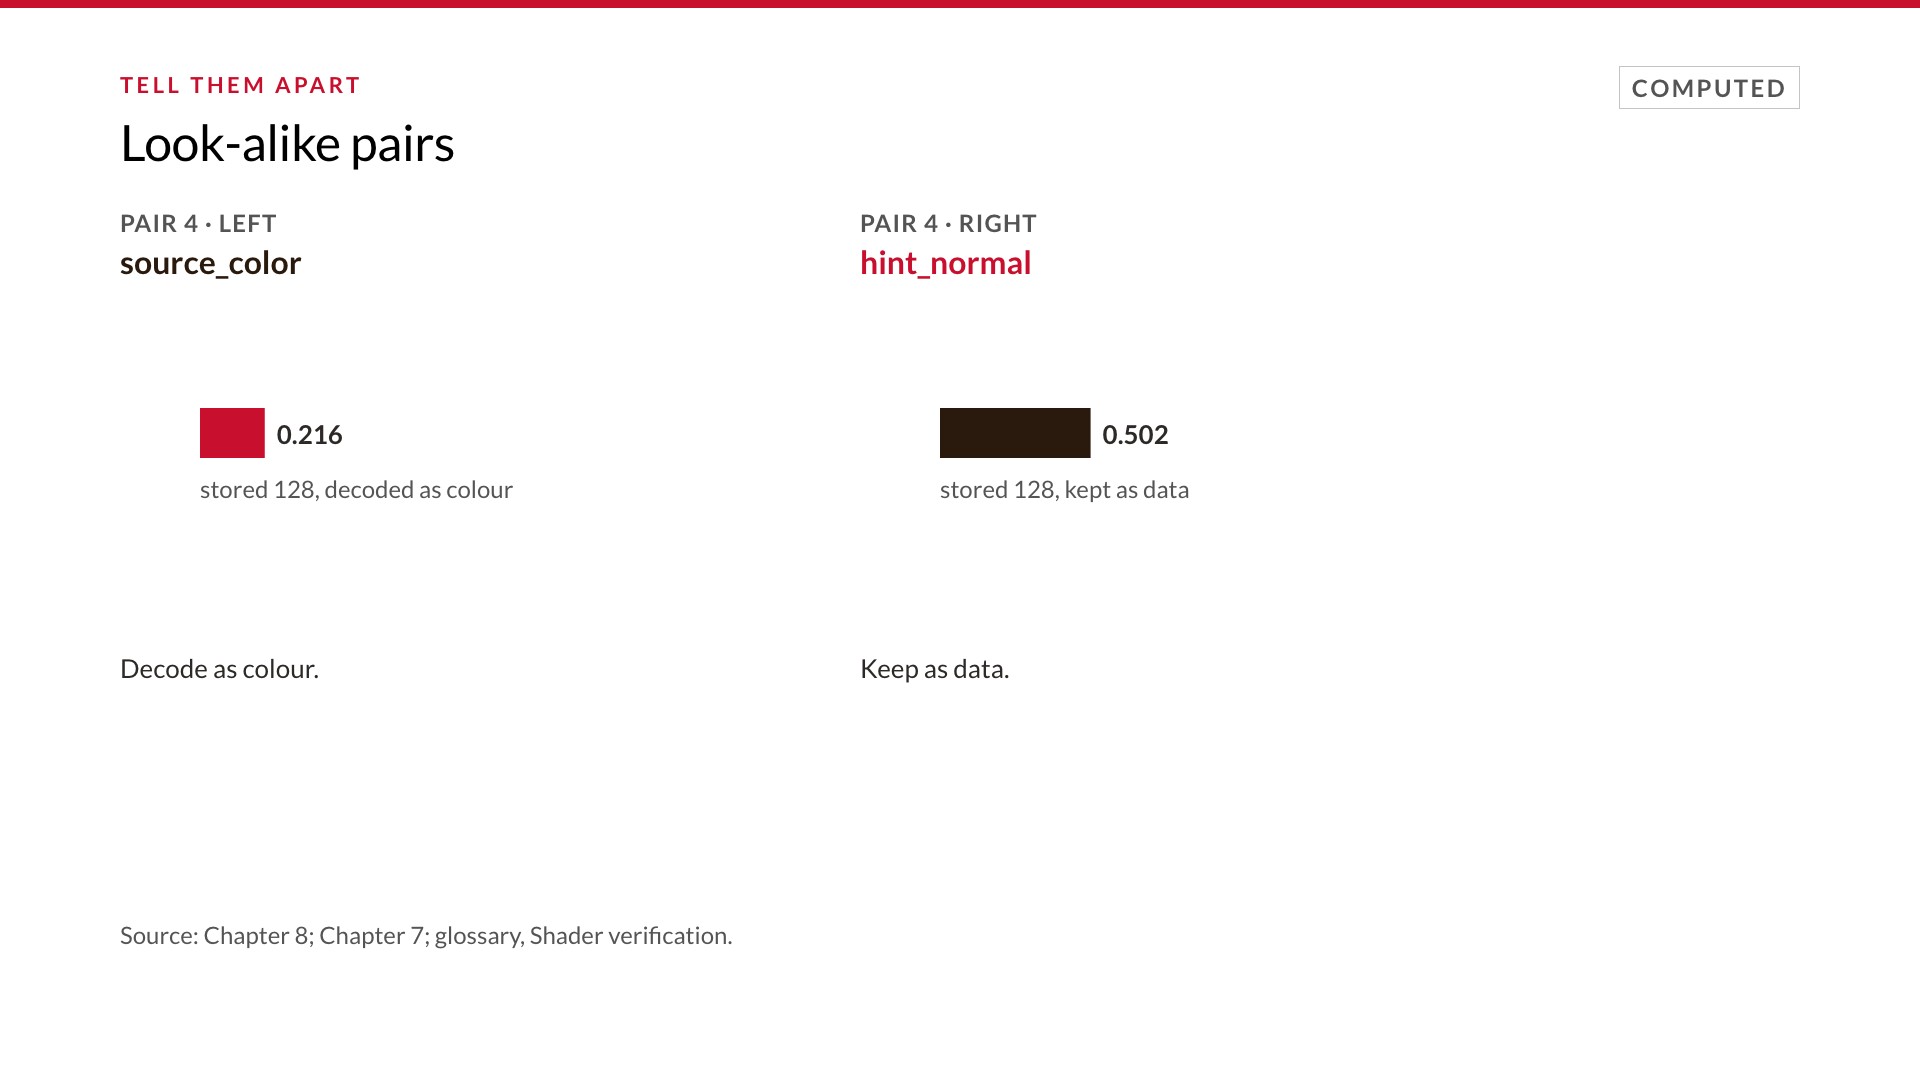 TELL THEM APART
COMPUTED
Look-alike pairs
PAIR 4 · LEFT
source_color
0.216
stored 128, decoded as colour
Decode as colour.
PAIR 4 · RIGHT
hint_normal
0.502
stored 128, kept as data
Keep as data.
Source: Chapter 8; Chapter 7; glossary, Shader verification.